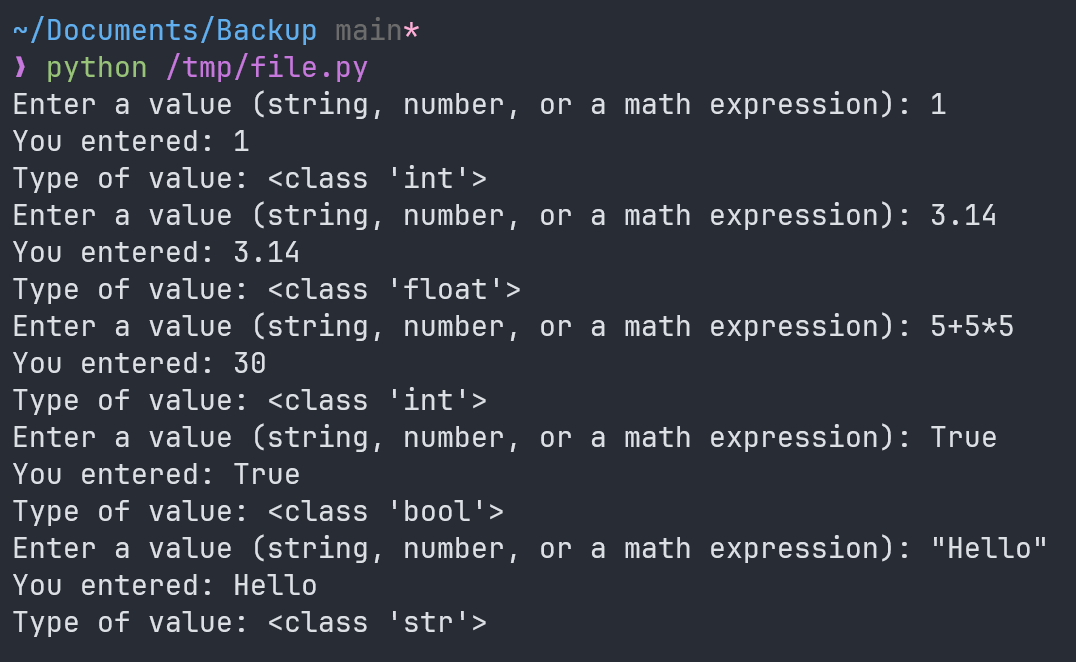 ~/Documents/Backup main*
❯ python /tmp/file.py
Enter a value (string, number, or a math expression): 1
You entered: 1
Type of value: <class 'int'>
Enter a value (string, number, or a math expression): 3.14
You entered: 3.14
Type of value: <class 'float'>
Enter a value (string, number, or a math expression): 5+5*5
You entered: 30
Type of value: <class 'int'>
Enter a value (string, number, or a math expression): True
You entered: True
Type of value: <class 'bool'>
Enter a value (string, number, or a math expression): "Hello"
You entered: Hello
Type of value: <class 'str'>